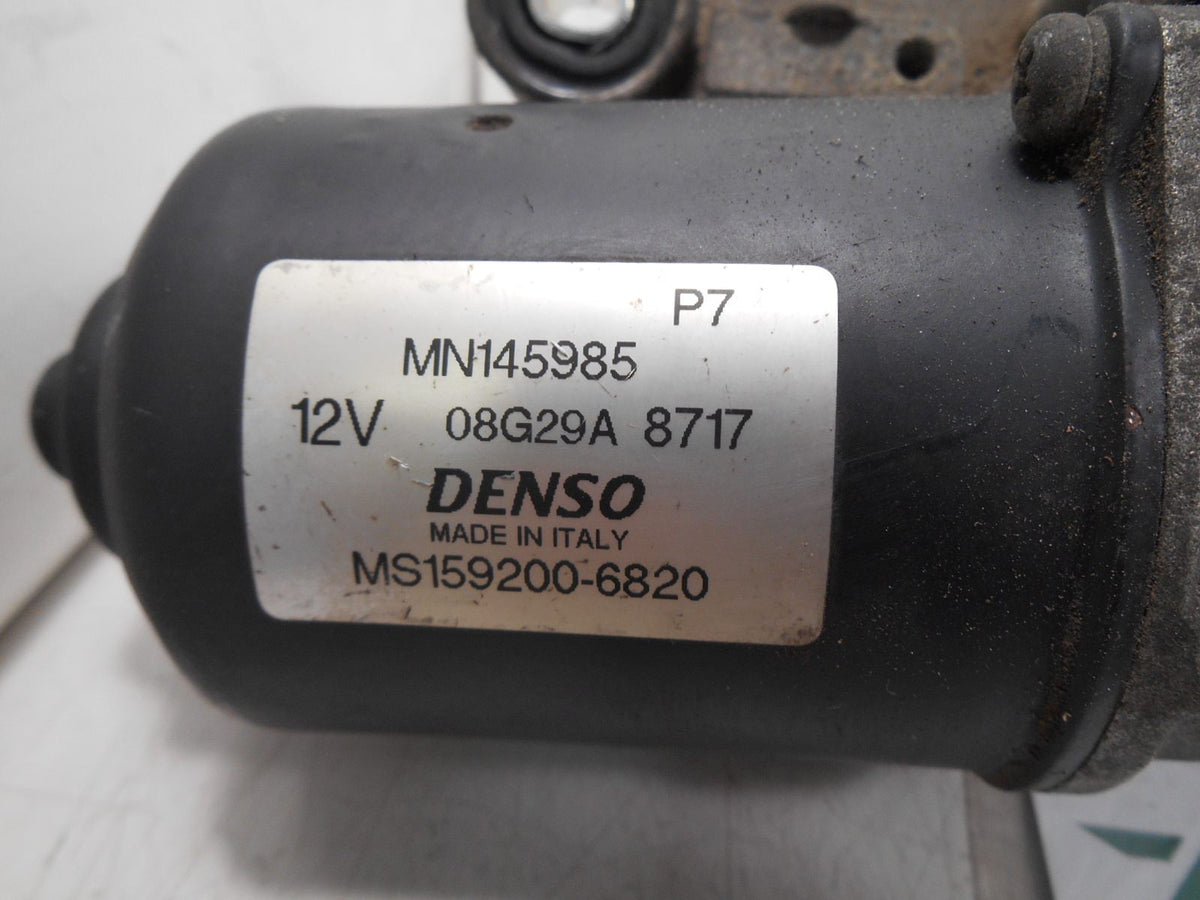 P7
MN145985
12V 08G29A 8717
DENSO
MADE IN ITALY
MS159200-6820